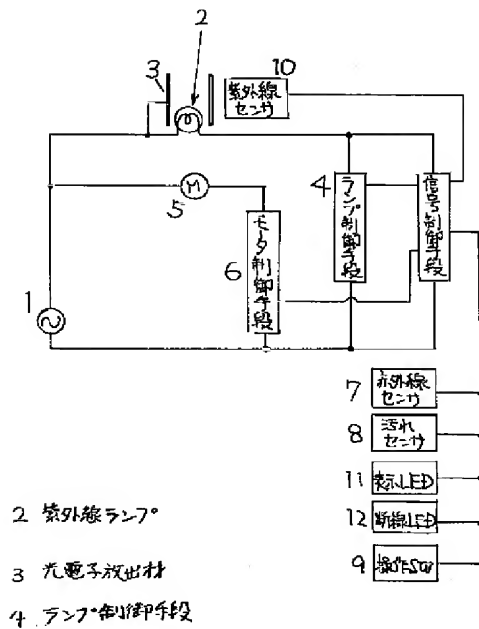 2
3
10
紫外線
センサ
M
5
4
ランプ制御手段
信号制御手段
6
モータ制御手段
1
7
赤外線
センサ
8
汚れ
センサ
11
表示LED
12
断線LED
9
2 紫外線ランプ
3 光電子放出材
4 ランプ制御手段